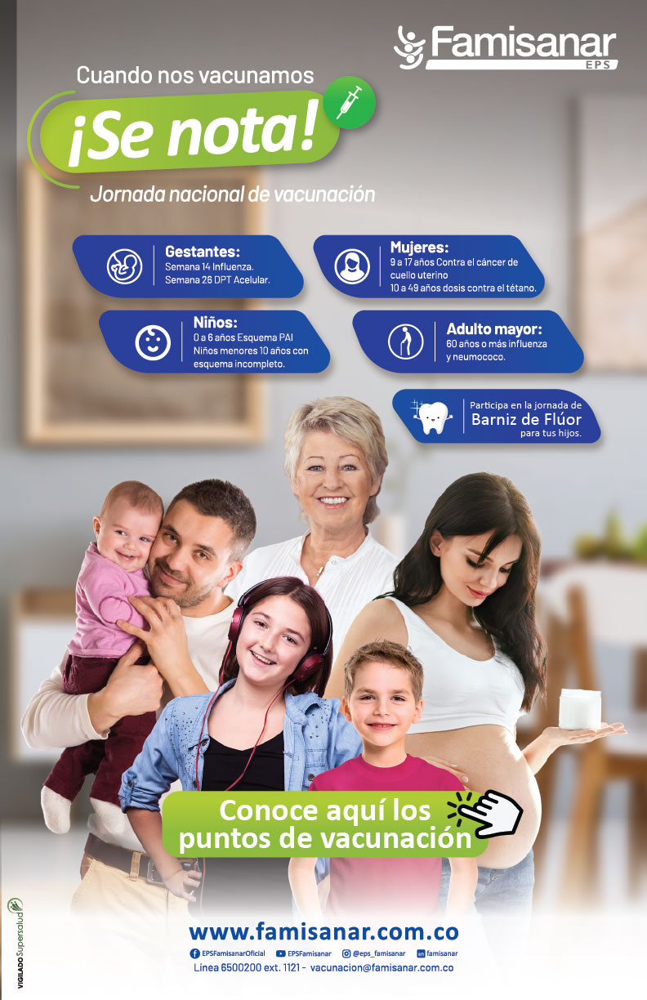 Famisanar
EPS
Cuando nos vacunamos
¡Se nota!
Jornada nacional de vacunación
Gestantes:
Semana 14 Influenza.
Semana 26 DPT Acelular.
Mujeres:
9 a 17 años Contra el cáncer de
cuello uterino
10 a 49 años dosis contra el tétano.
Niños:
0 a 6 años Esquema PAI
Niños menores 10 años con
esquema incompleto.
Adulto mayor:
60 años o más influenza
y neumococo.
Participa en la jornada de
Barniz de Flúor
para tus hijos.
Conoce aquí los
puntos de vacunación
www.famisanar.com.co
EPSFamisanarOficial EPSFamisanar @eps_famisanar famisanar
Línea 6500200 ext. 1121 - vacunacion@famisanar.com.co
VIGILADO Supersalud